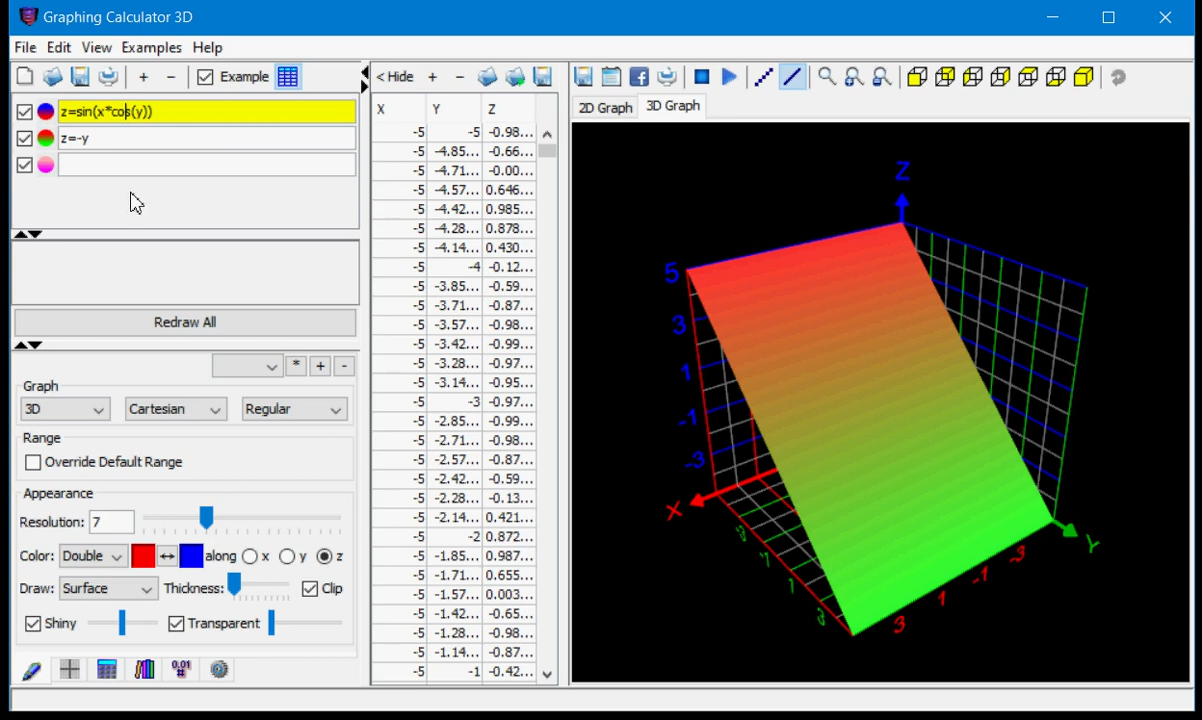 Graphing Calculator 3D
File Edit View Examples Help
Example
< Hide
2D Graph 3D Graph
z=sin(x*cos(y))
z=-y
Redraw All
Graph
3D Cartesian Regular
Range
Override Default Range
Appearance
Resolution: 7
Color: Double along x y z
Draw: Surface Thickness: Clip
Shiny Transparent
X Y Z
-5 -5 -0.98...
-5 -4.85... -0.66...
-5 -4.71... -0.00...
-5 -4.57... 0.646...
-5 -4.42... 0.985...
-5 -4.28... 0.878...
-5 -4.14... 0.430...
-5 -4 -0.12...
-5 -3.85... -0.59...
-5 -3.71... -0.87...
-5 -3.57... -0.98...
-5 -3.42... -0.99...
-5 -3.28... -0.97...
-5 -3.14... -0.95...
-5 -3 -0.97...
-5 -2.85... -0.99...
-5 -2.71... -0.98...
-5 -2.57... -0.87...
-5 -2.42... -0.59...
-5 -2.28... -0.13...
-5 -2.14... 0.421...
-5 -2 0.872...
-5 -1.85... 0.987...
-5 -1.71... 0.655...
-5 -1.57... 0.003...
-5 -1.42... -0.65...
-5 -1.28... -0.98...
-5 -1.14... -0.87...
-5 -1 -0.42...
Z
5
3
1
-1
-3
X
Y
-3
-1
1
3
1
3